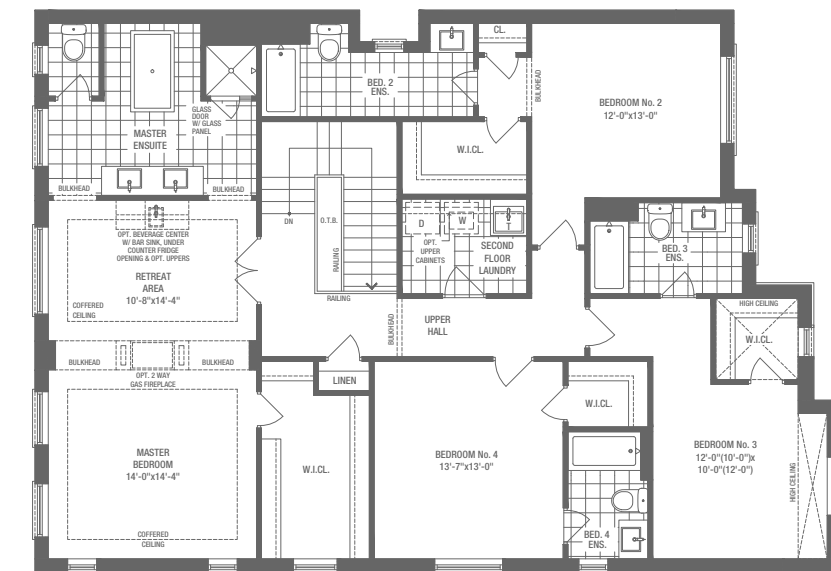 CL.
BED. 2
ENS.
BULKHEAD
BEDROOM No. 2
12'-0"x13'-0"
GLASS
DOOR
W/ GLASS
PANEL
MASTER
ENSUITE
W.I.CL.
BULKHEAD
BULKHEAD
DN
O.T.B.
RAILING
RAILING
D
W
T
OPT.
UPPER
CABINETS
SECOND
FLOOR
LAUNDRY
BED. 3
ENS.
OPT. BEVERAGE CENTER
W/ BAR SINK, UNDER
COUNTER FRIDGE
OPENING & OPT. UPPERS
RETREAT
AREA
10'-8"x14'-4"
COFFERED
CEILING
BULKHEAD
UPPER
HALL
HIGH CEILING
W.I.CL.
BULKHEAD
BULKHEAD
OPT. 2 WAY
GAS FIREPLACE
LINEN
W.I.CL.
MASTER
BEDROOM
14'-0"x14'-4"
COFFERED
CEILING
W.I.CL.
BEDROOM No. 4
13'-7"x13'-0"
BED. 4
ENS.
BEDROOM No. 3
12'-0"(10'-0")x
10'-0"(12'-0")
HIGH CEILING